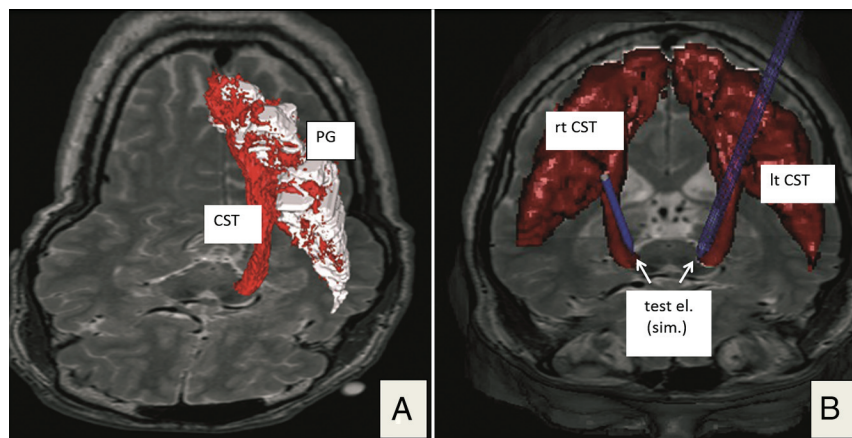 PG
CST
A
rt CST
lt CST
test el.
(sim.)
B